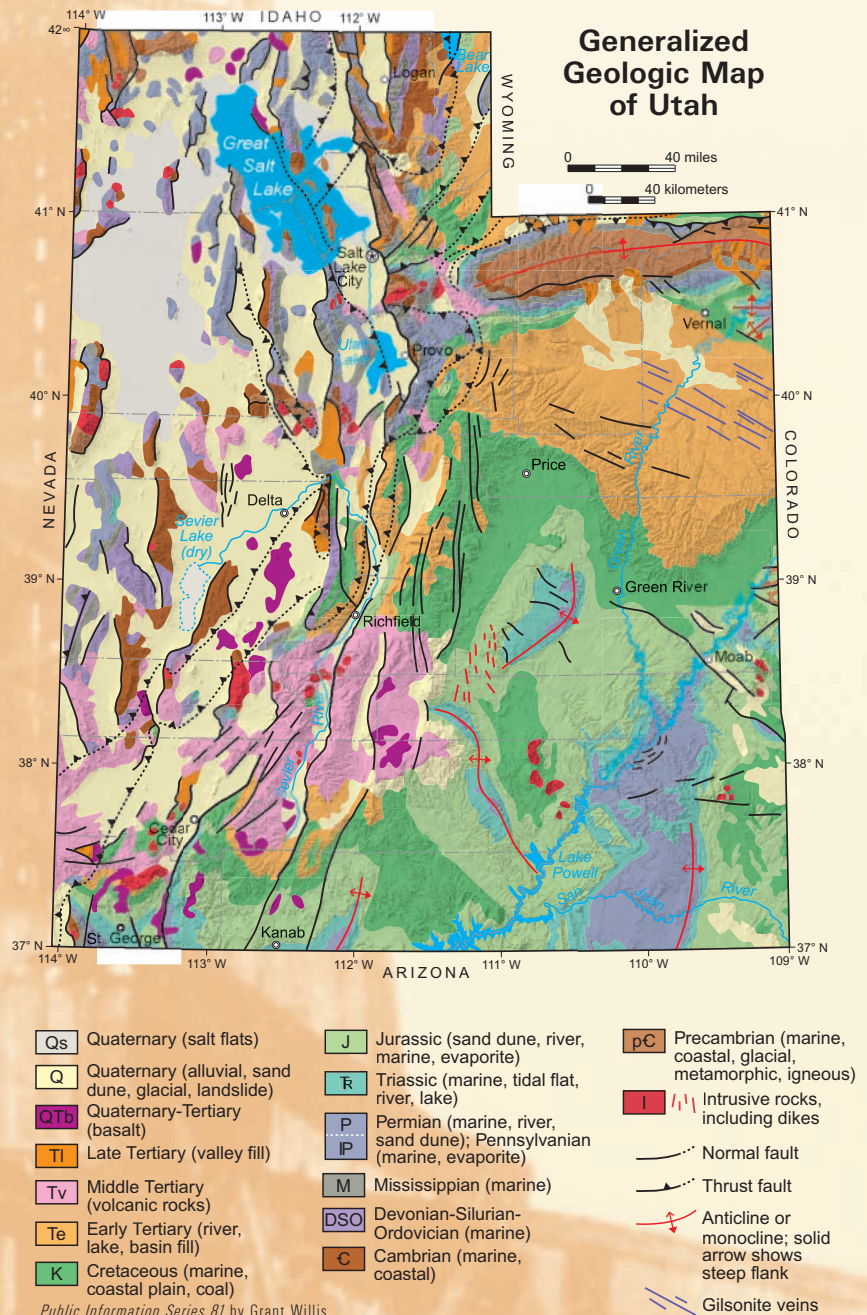 Generalized
Geologic Map
of Utah
0 40 miles
0 40 kilometers
114° W 113° W IDAHO 112° W
42°
WYOMING
41° N
41° N
40° N
40° N
39° N
39° N
38° N
38° N
37° N
37° N
NEVADA
COLORADO
Bear
Lake
Logan
Great
Salt
Lake
Salt
Lake
City
Vernal
Utah
Lake
Provo
Price
River
Green
Delta
Sevier
Lake
(dry)
Green River
Richfield
Moab
River
Sevier
Cedar
City
Lake
Powell
San Juan River
St. George
Kanab
114° W 113° W 112° W 111° W 110° W 109° W
ARIZONA
Qs Quaternary (salt flats)
Q Quaternary (alluvial, sand
dune, glacial, landslide)
QTb Quaternary-Tertiary
(basalt)
Tl Late Tertiary (valley fill)
Tv Middle Tertiary
(volcanic rocks)
Te Early Tertiary (river,
lake, basin fill)
K Cretaceous (marine,
coastal plain, coal)
J Jurassic (sand dune, river,
marine, evaporite)
TR Triassic (marine, tidal flat,
river, lake)
P Permian (marine, river,
sand dune); Pennsylvanian
IP (marine, evaporite)
M Mississippian (marine)
DSO Devonian-Silurian-
Ordovician (marine)
Є Cambrian (marine,
coastal)
pЄ Precambrian (marine,
coastal, glacial,
metamorphic, igneous)
I Intrusive rocks,
including dikes
Normal fault
Thrust fault
Anticline or
monocline; solid
arrow shows
steep flank
Gilsonite veins
Public Information Series 81 by Grant Willis